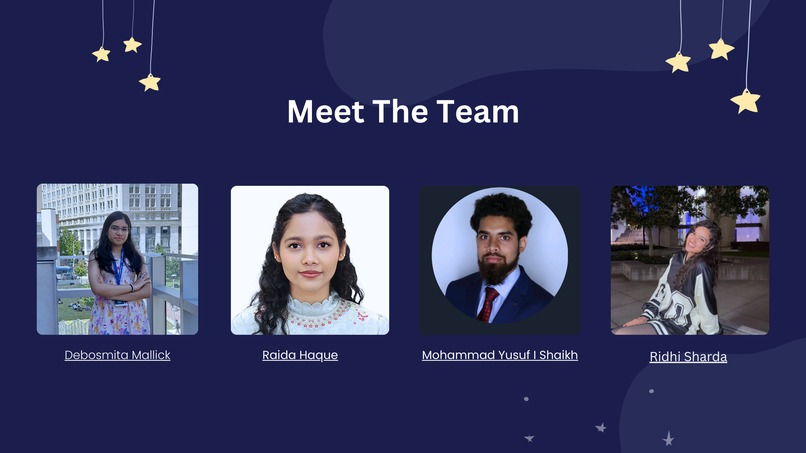 Meet The Team
Debosmita Mallick
Raida Haque
Mohammad Yusuf I Shaikh
Ridhi Sharda